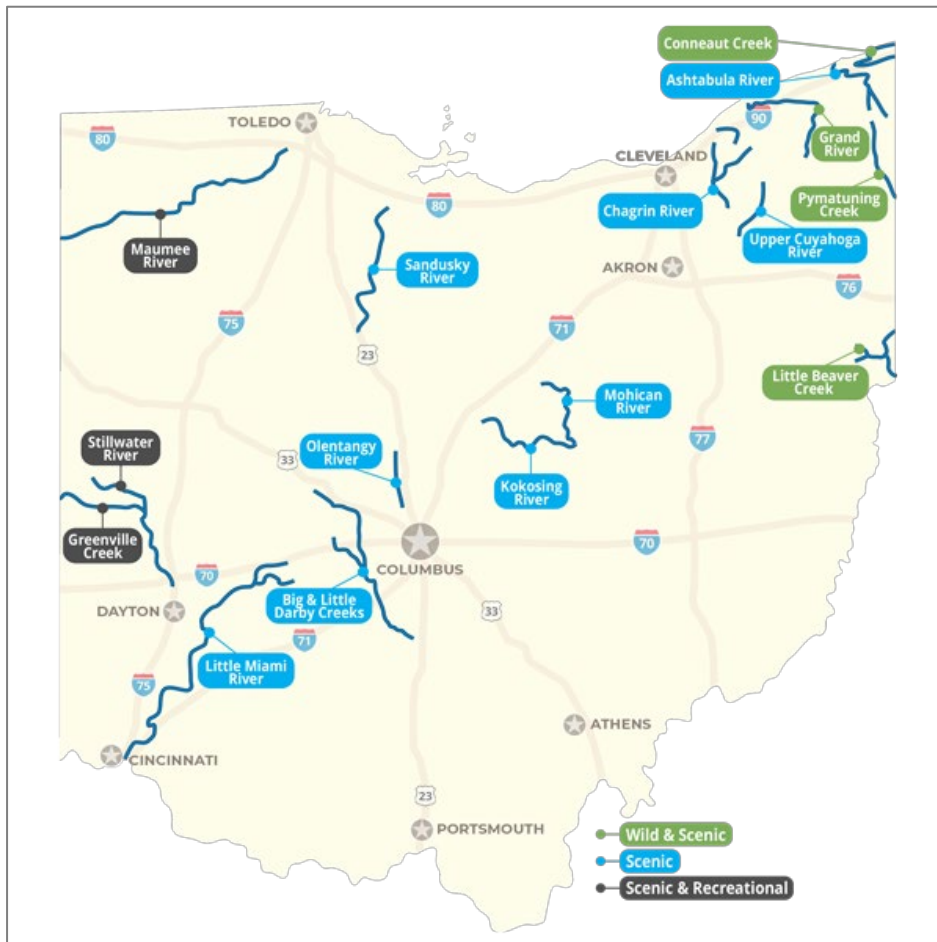 Conneaut Creek
Ashtabula River
90
Grand
River
TOLEDO
80
CLEVELAND
Pymatuning
Creek
Chagrin River
80
Upper Cuyahoga
River
Maumee
River
Sandusky
River
AKRON
76
75
71
23
Little Beaver
Creek
Mohican
River
Stillwater
River
Olentangy
River
33
77
Kokosing
River
Greenville
Creek
70
COLUMBUS
70
Big & Little
Darby Creeks
DAYTON
33
71
Little Miami
River
75
ATHENS
CINCINNATI
23
PORTSMOUTH
Wild & Scenic
Scenic
Scenic & Recreational